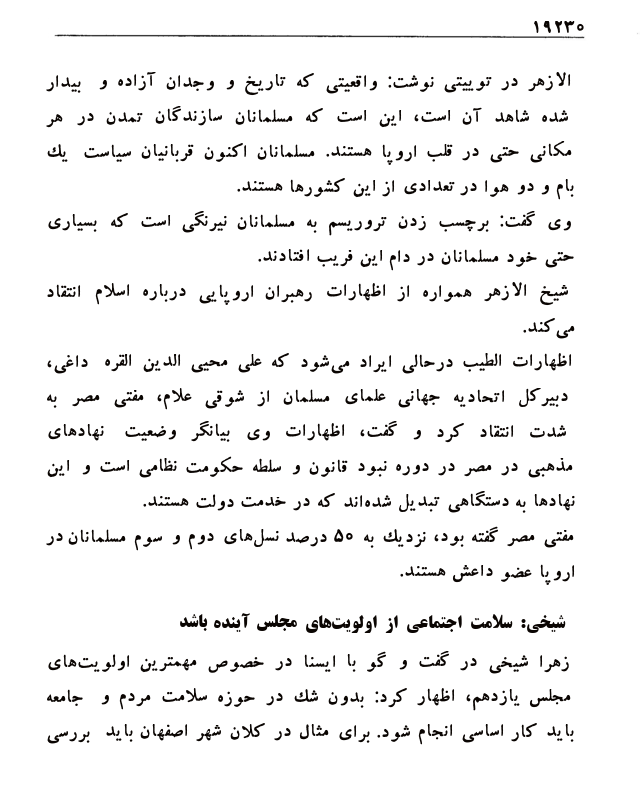 ۱۹۲۳۰
الازهر در توییتی نوشت: واقعیتی که تاریخ و وجدان آزاده و بیدار
شده شاهد آن است، این است که مسلمانان سازندگان تمدن در هر
مکانی حتی در قلب اروپا هستند. مسلمانان اکنون قربانیان سیاست یك
بام و دو هوا در تعدادی از این کشورها هستند.
وی گفت: برچسب زدن تروریسم به مسلمانان نیرنگی است که بسیاری
حتی خود مسلمانان در دام این فریب افتادند.
شیخ الازهر همواره از اظهارات رهبران اروپایی درباره اسلام انتقاد
می‌کند.
اظهارات الطیب درحالی ایراد می‌شود که علی محیی الدین القره داغی،
دبیرکل اتحادیه جهانی علمای مسلمان از شوقی علام، مفتی مصر به
شدت انتقاد کرد و گفت، اظهارات وی بیانگر وضعیت نهادهای
مذهبی در مصر در دوره نبود قانون و سلطه حکومت نظامی است و این
نهادها به دستگاهی تبدیل شده‌اند که در خدمت دولت هستند.
مفتی مصر گفته بود، نزدیك به ۵۰ درصد نسل‌های دوم و سوم مسلمانان در
اروپا عضو داعش هستند.
شیخی: سلامت اجتماعی از اولویت‌های مجلس آینده باشد
زهرا شیخی در گفت و گو با ایسنا در خصوص مهمترین اولویت‌های
مجلس یازدهم، اظهار کرد: بدون شك در حوزه سلامت مردم و جامعه
باید کار اساسی انجام شود. برای مثال در کلان شهر اصفهان باید بررسی